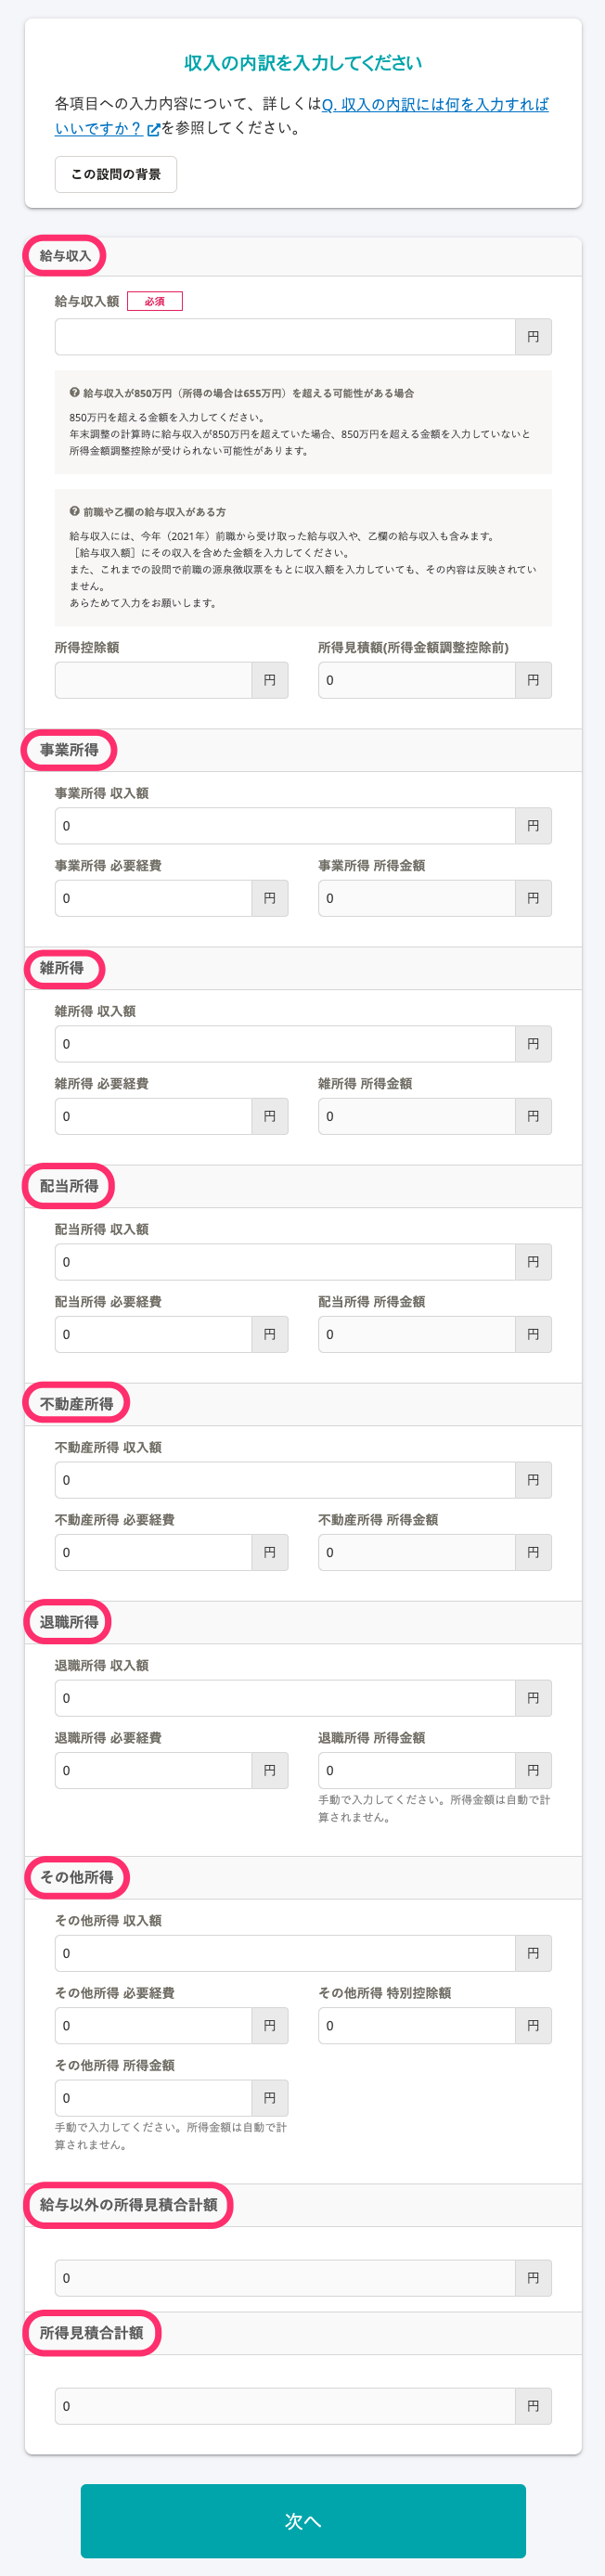 収入の内訳を入力してください
各項目への入力内容について、詳しくはQ. 収入の内訳には何を入力すれば
いいですか？を参照してください。
この設問の背景
給与収入
給与収入額 必須
円
給与収入が850万円（所得の場合は655万円）を超える可能性がある場合
850万円を超える金額を入力してください。
年末調整の計算時に給与収入が850万円を超えていた場合、850万円を超える金額を入力していないと
所得金額調整控除が受けられない可能性があります。
前職や乙欄の給与収入がある方
給与収入には、今年（2021年）前職から受け取った給与収入や、乙欄の給与収入も含みます。
［給与収入額］にその収入を含めた金額を入力してください。
また、これまでの設問で前職の源泉徴収票をもとに収入額を入力していても、その内容は反映されてい
ません。
あらためて入力をお願いします。
所得控除額 所得見積額(所得金額調整控除前)
円 0 円
事業所得
事業所得 収入額
0 円
事業所得 必要経費 事業所得 所得金額
0 円 0 円
雑所得
雑所得 収入額
0 円
雑所得 必要経費 雑所得 所得金額
0 円 0 円
配当所得
配当所得 収入額
0 円
配当所得 必要経費 配当所得 所得金額
0 円 0 円
不動産所得
不動産所得 収入額
0 円
不動産所得 必要経費 不動産所得 所得金額
0 円 0 円
退職所得
退職所得 収入額
0 円
退職所得 必要経費 退職所得 所得金額
0 円 0 円
手動で入力してください。所得金額は自動で計
算されません。
その他所得
その他所得 収入額
0 円
その他所得 必要経費 その他所得 特別控除額
0 円 0 円
その他所得 所得金額
0 円
手動で入力してください。所得金額は自動で計
算されません。
給与以外の所得見積合計額
0 円
所得見積合計額
0 円
次へ